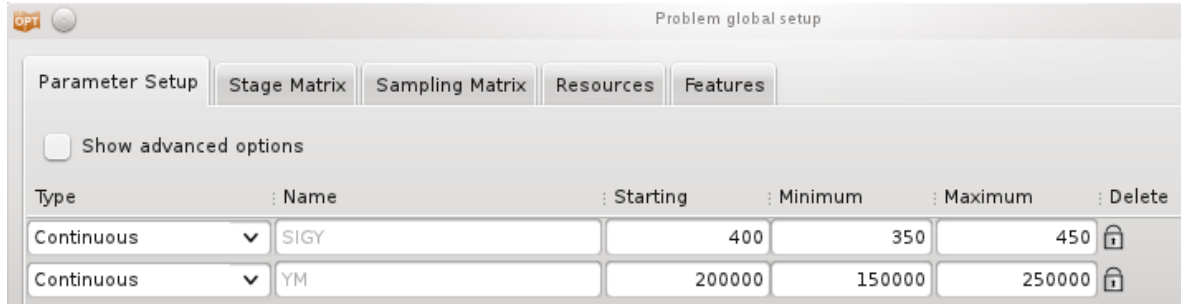 OPT Problem global setup
Parameter Setup Stage Matrix Sampling Matrix Resources Features
Show advanced options
Type Name Starting Minimum Maximum Delete
Continuous SIGY 400 350 450
Continuous YM 200000 150000 250000